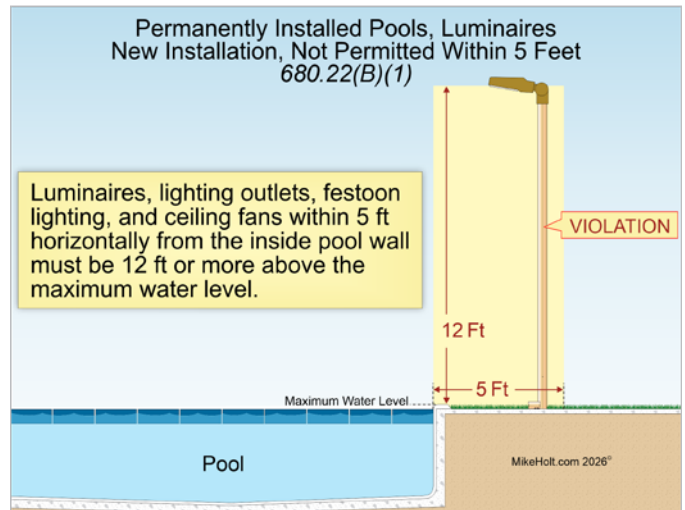 Permanently Installed Pools, Luminaires
New Installation, Not Permitted Within 5 Feet
680.22(B)(1)
Luminaires, lighting outlets, festoon
lighting, and ceiling fans within 5 ft
horizontally from the inside pool wall
must be 12 ft or more above the
maximum water level.
VIOLATION
12 Ft
5 Ft
Maximum Water Level
Pool
MikeHolt.com 2026©